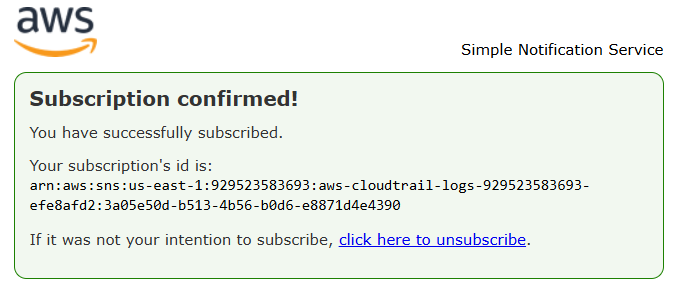 aws
Simple Notification Service
Subscription confirmed!
You have successfully subscribed.
Your subscription's id is:
arn:aws:sns:us-east-1:929523583693:aws-cloudtrail-logs-929523583693-
efe8afd2:3a05e50d-b513-4b56-b0d6-e8871d4e4390
If it was not your intention to subscribe, click here to unsubscribe.